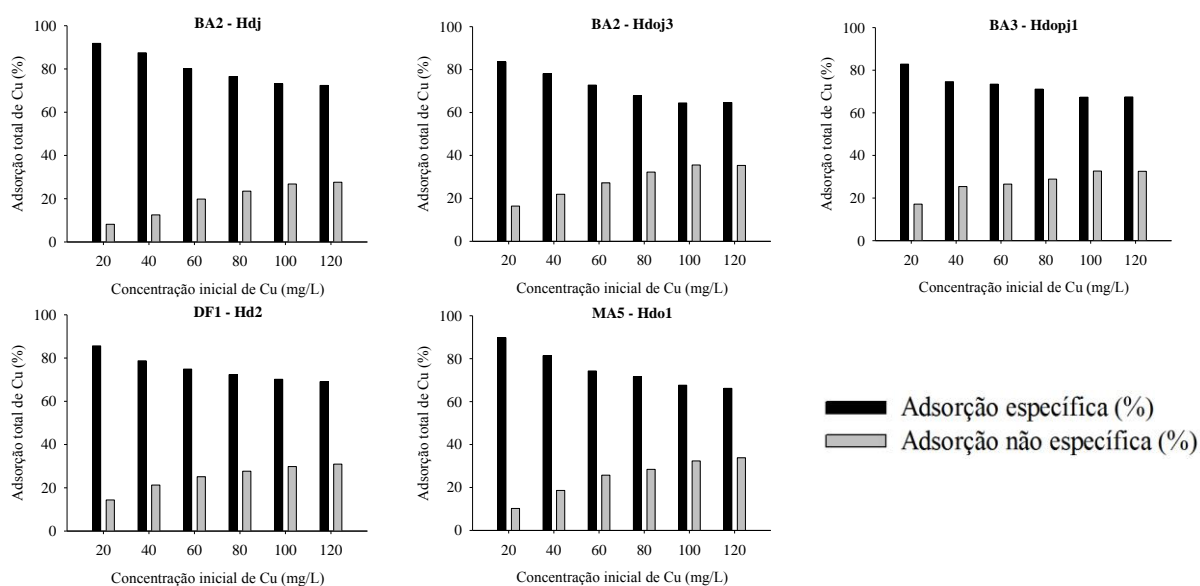 BA2 - Hdj
Adsorção total de Cu (%)
100
80
60
40
20
0
20 40 60 80 100 120
Concentração inicial de Cu (mg/L)
BA2 - Hdoj3
Adsorção total de Cu (%)
100
80
60
40
20
0
20 40 60 80 100 120
Concentração inicial de Cu (mg/L)
BA3 - Hdopj1
Adsorção total de Cu (%)
100
80
60
40
20
0
20 40 60 80 100 120
Concentração inicial de Cu (mg/L)
DF1 - Hd2
Adsorção total de Cu (%)
100
80
60
40
20
0
20 40 60 80 100 120
Concentração inicial de Cu (mg/L)
MA5 - Hdo1
Adsorção total de Cu (%)
100
80
60
40
20
0
20 40 60 80 100 120
Concentração inicial de Cu (mg/L)
Adsorção específica (%)
Adsorção não específica (%)